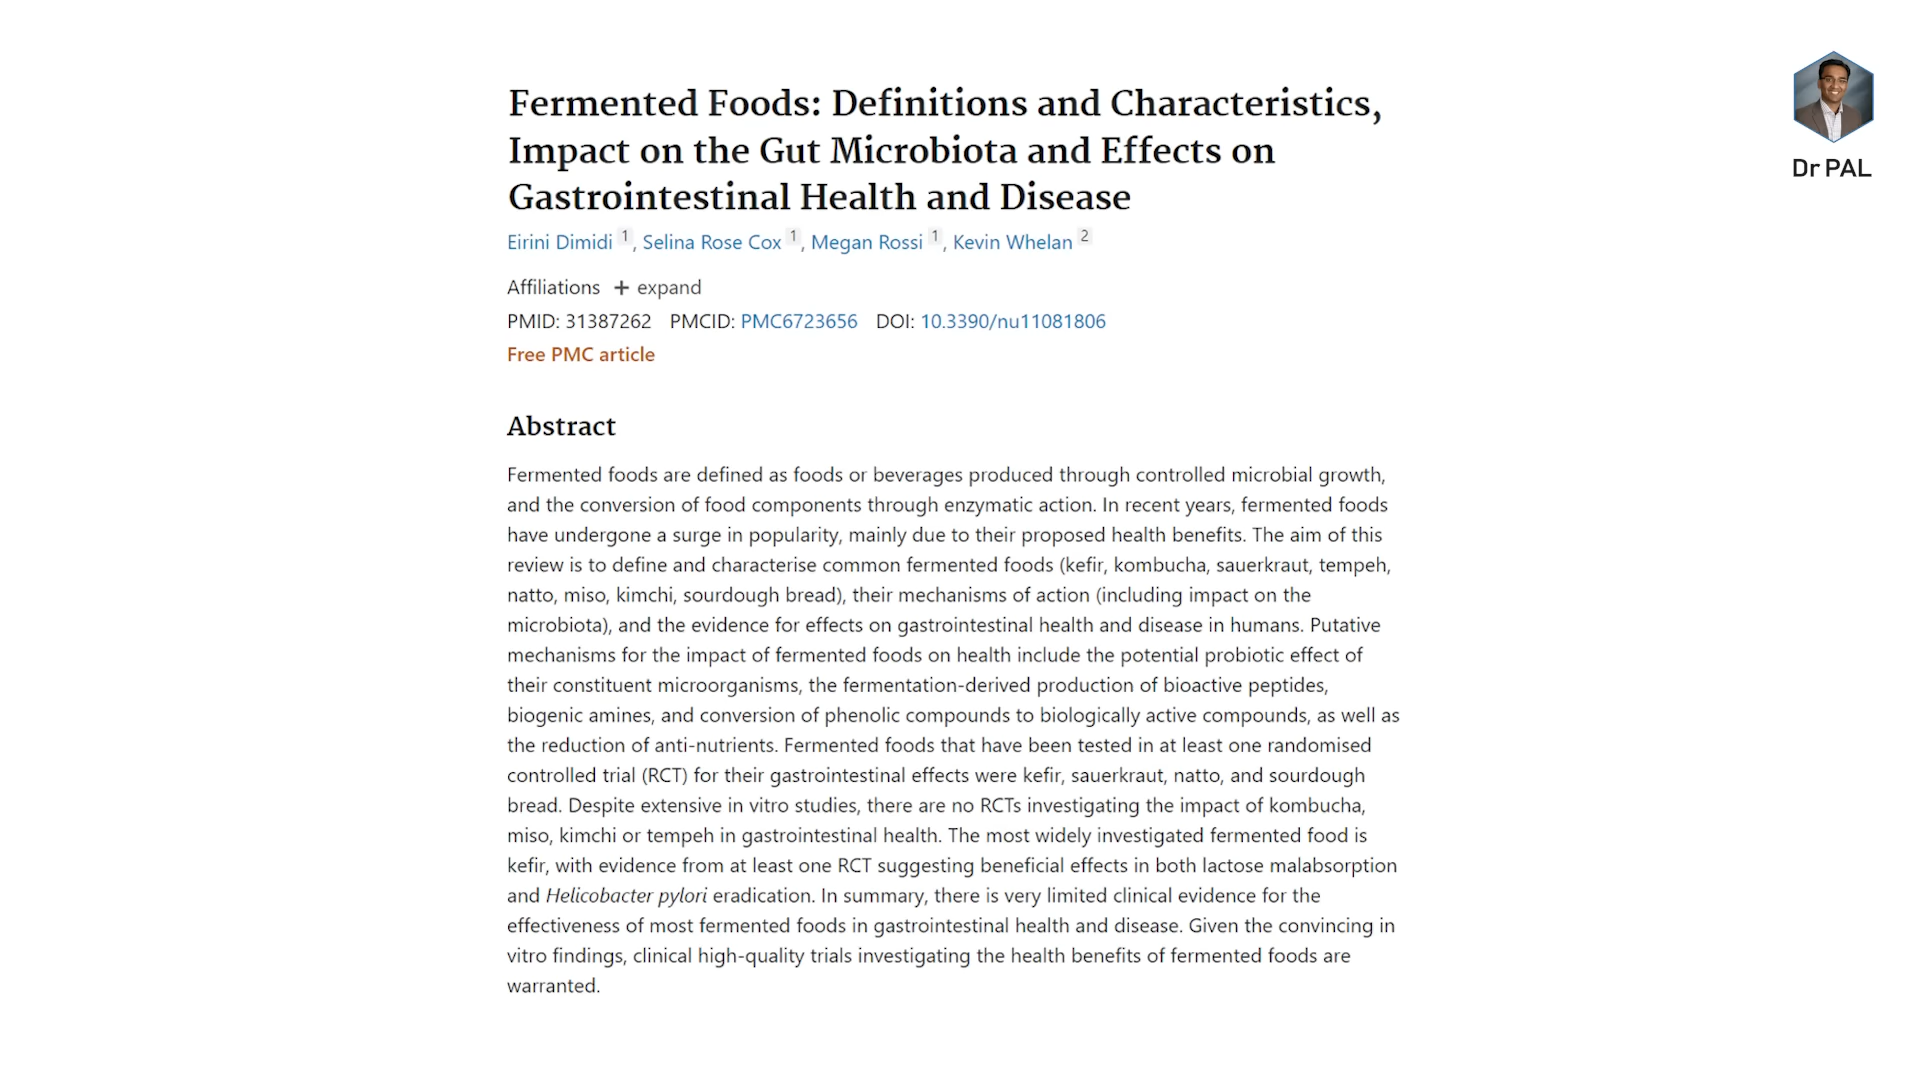 Fermented Foods: Definitions and Characteristics,
Impact on the Gut Microbiota and Effects on
Gastrointestinal Health and Disease
Eirini Dimidi 1, Selina Rose Cox 1, Megan Rossi 1, Kevin Whelan 2
Affiliations + expand
PMID: 31387262 PMCID: PMC6723656 DOI: 10.3390/nu11081806
Free PMC article
Abstract
Fermented foods are defined as foods or beverages produced through controlled microbial growth,
and the conversion of food components through enzymatic action. In recent years, fermented foods
have undergone a surge in popularity, mainly due to their proposed health benefits. The aim of this
review is to define and characterise common fermented foods (kefir, kombucha, sauerkraut, tempeh,
natto, miso, kimchi, sourdough bread), their mechanisms of action (including impact on the
microbiota), and the evidence for effects on gastrointestinal health and disease in humans. Putative
mechanisms for the impact of fermented foods on health include the potential probiotic effect of
their constituent microorganisms, the fermentation-derived production of bioactive peptides,
biogenic amines, and conversion of phenolic compounds to biologically active compounds, as well as
the reduction of anti-nutrients. Fermented foods that have been tested in at least one randomised
controlled trial (RCT) for their gastrointestinal effects were kefir, sauerkraut, natto, and sourdough
bread. Despite extensive in vitro studies, there are no RCTs investigating the impact of kombucha,
miso, kimchi or tempeh in gastrointestinal health. The most widely investigated fermented food is
kefir, with evidence from at least one RCT suggesting beneficial effects in both lactose malabsorption
and Helicobacter pylori eradication. In summary, there is very limited clinical evidence for the
effectiveness of most fermented foods in gastrointestinal health and disease. Given the convincing in
vitro findings, clinical high-quality trials investigating the health benefits of fermented foods are
warranted.
Dr PAL